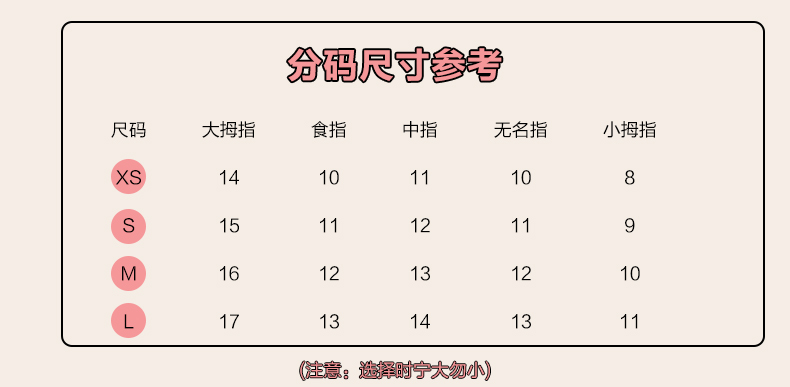 分码尺寸参考
尺码 大拇指 食指 中指 无名指 小拇指
XS 14 10 11 10 8
S 15 11 12 11 9
M 16 12 13 12 10
L 17 13 14 13 11
(注意：选择时宁大勿小)